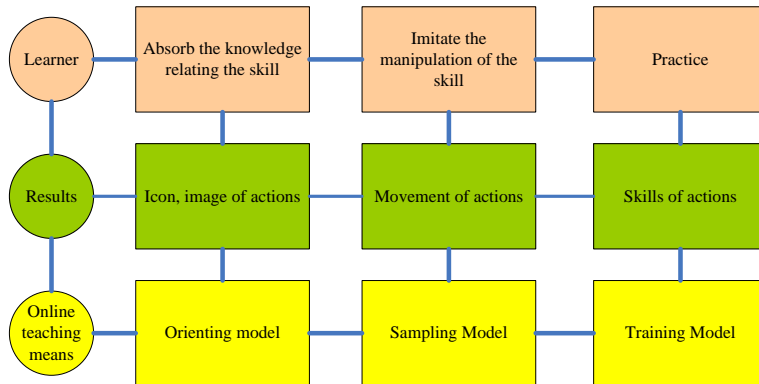 Learner
Absorb the knowledge
relating the skill
Imitate the
manipulation of the
skill
Practice
Results
Icon, image of actions
Movement of actions
Skills of actions
Online
teaching
means
Orienting model
Sampling Model
Training Model